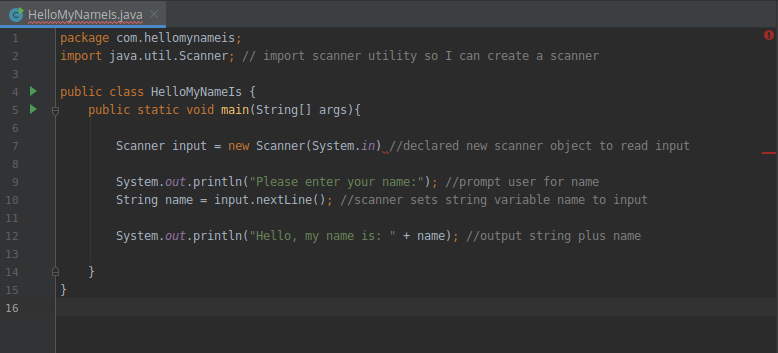 HelloMyNameIs.java
1 package com.hellomynameis;
2 import java.util.Scanner; // import scanner utility so I can create a scanner
3
4 public class HelloMyNameIs {
5 public static void main(String[] args){
6
7 Scanner input = new Scanner(System.in) //declared new scanner object to read input
8
9 System.out.println("Please enter your name:"); //prompt user for name
10 String name = input.nextLine(); //scanner sets string variable name to input
11
12 System.out.println("Hello, my name is: " + name); //output string plus name
13
14 }
15 }
16